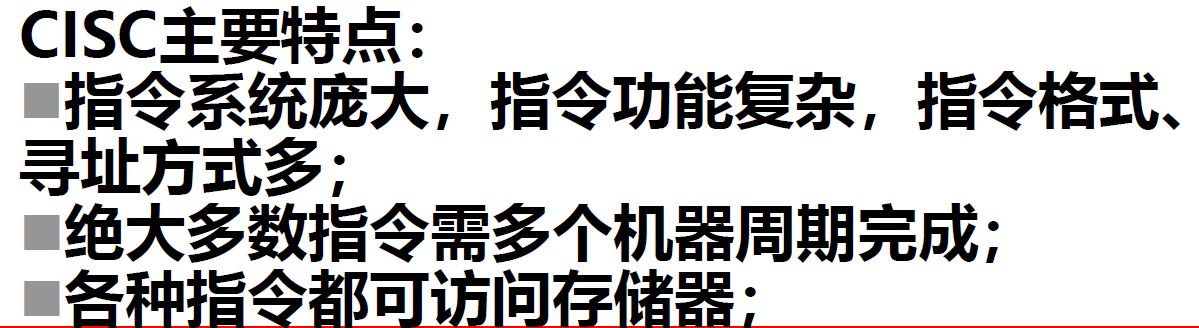 CISC主要特点：
■指令系统庞大，指令功能复杂，指令格式、
寻址方式多；
■绝大多数指令需多个机器周期完成；
■各种指令都可访问存储器；